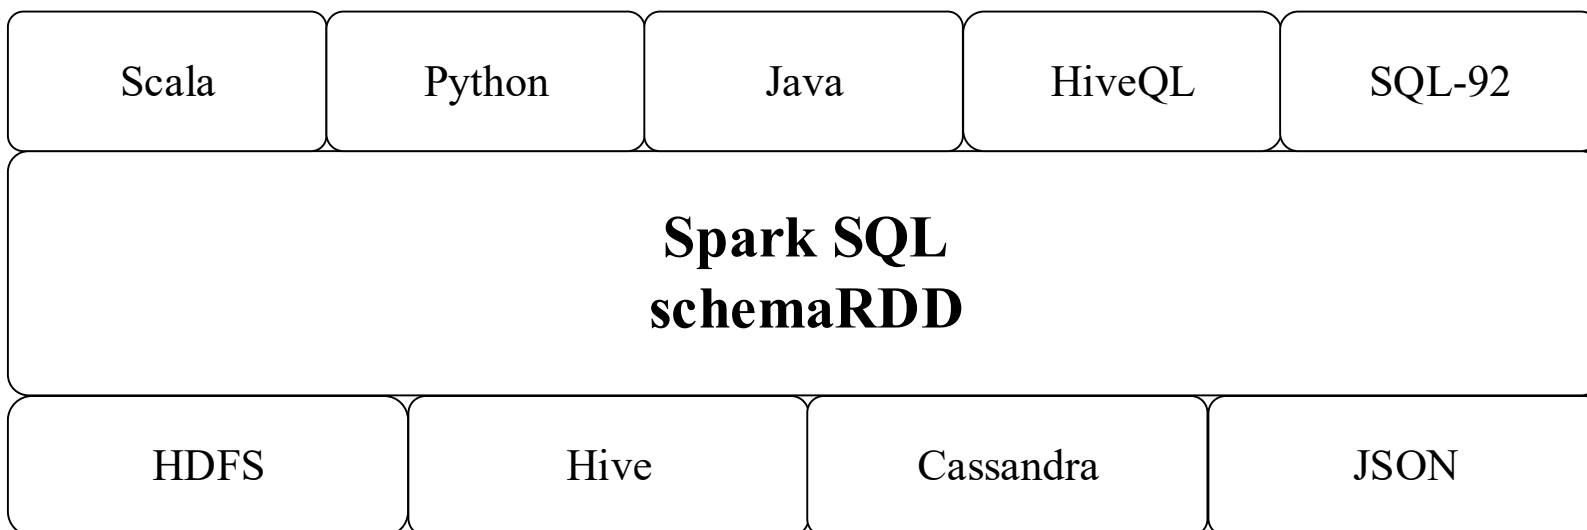 Scala
Python
Java
HiveQL
SQL-92
Spark SQL
schemaRDD
HDFS
Hive
Cassandra
JSON